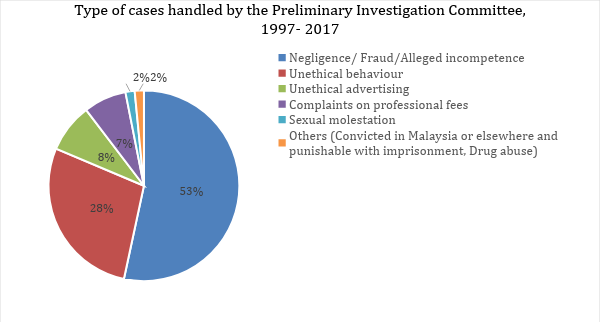 Type of cases handled by the Preliminary Investigation Committee,
1997- 2017
Negligence/ Fraud/Alleged incompetence
Unethical behaviour
Unethical advertising
Complaints on professional fees
Sexual molestation
Others (Convicted in Malaysia or elsewhere and
punishable with imprisonment, Drug abuse)
2%2%
7%
8%
28%
53%